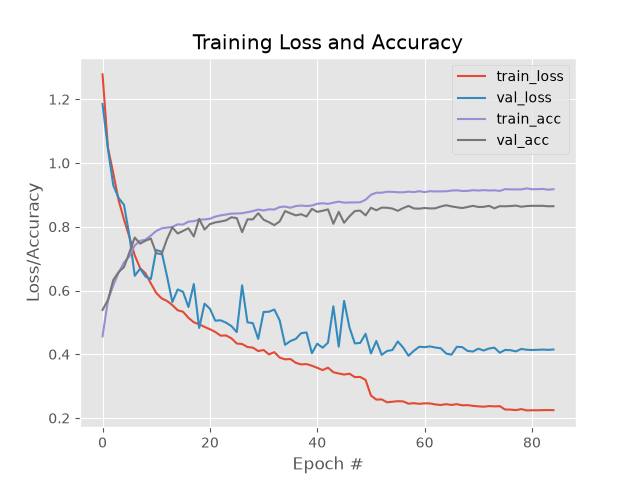 Training Loss and Accuracy
train_loss
val_loss
train_acc
val_acc
Loss/Accuracy
1.2
1.0
0.8
0.6
0.4
0.2
0 20 40 60 80
Epoch #